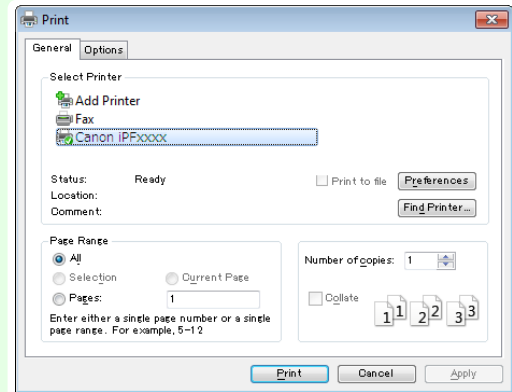 Print
General Options
Select Printer
Add Printer
Fax
Canon iPFxxxx
Status: Ready
Print to file Preferences
Location:
Comment:
Find Printer...
Page Range
All
Selection Current Page
Pages: 1
Enter either a single page number or a single
page range. For example, 5-12
Number of copies: 1
Collate
1 1 2 2 3 3
Print Cancel Apply